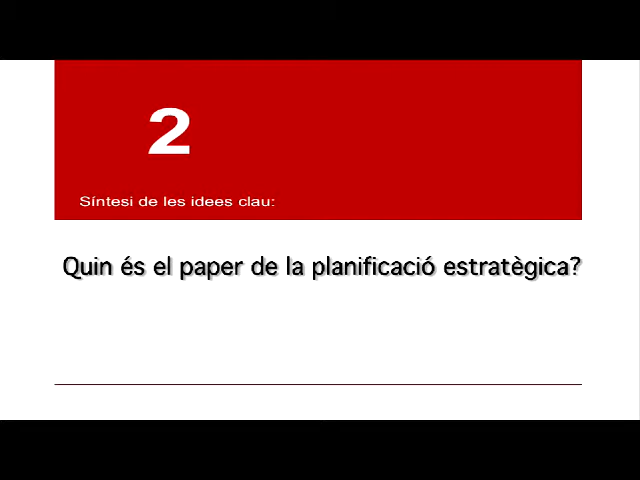 2
Síntesi de les idees clau:
Quin és el paper de la planificació estratègica?